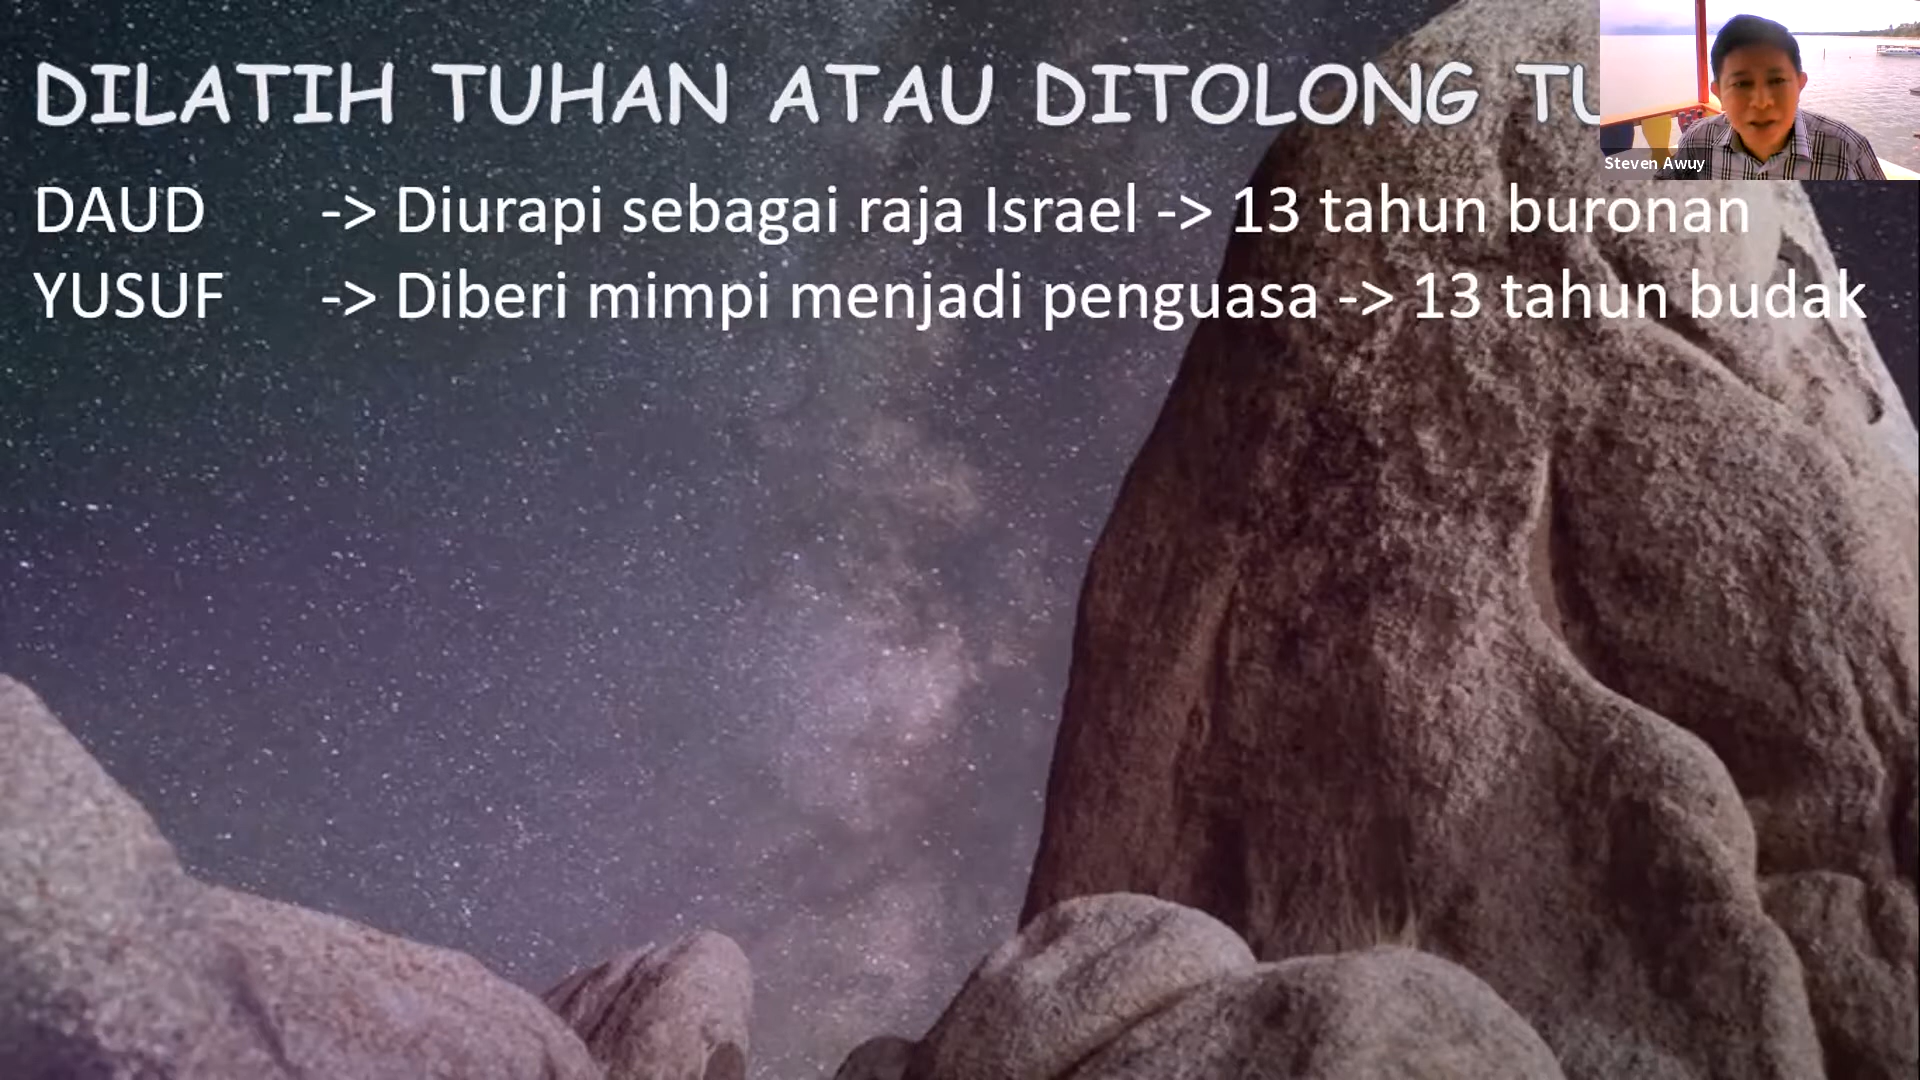 DILATIH TUHAN ATAU DITOLONG
Steven Awuy
DAUD -> Diurapi sebagai raja Israel -> 13 tahun buronan
YUSUF -> Diberi mimpi menjadi penguasa -> 13 tahun budak